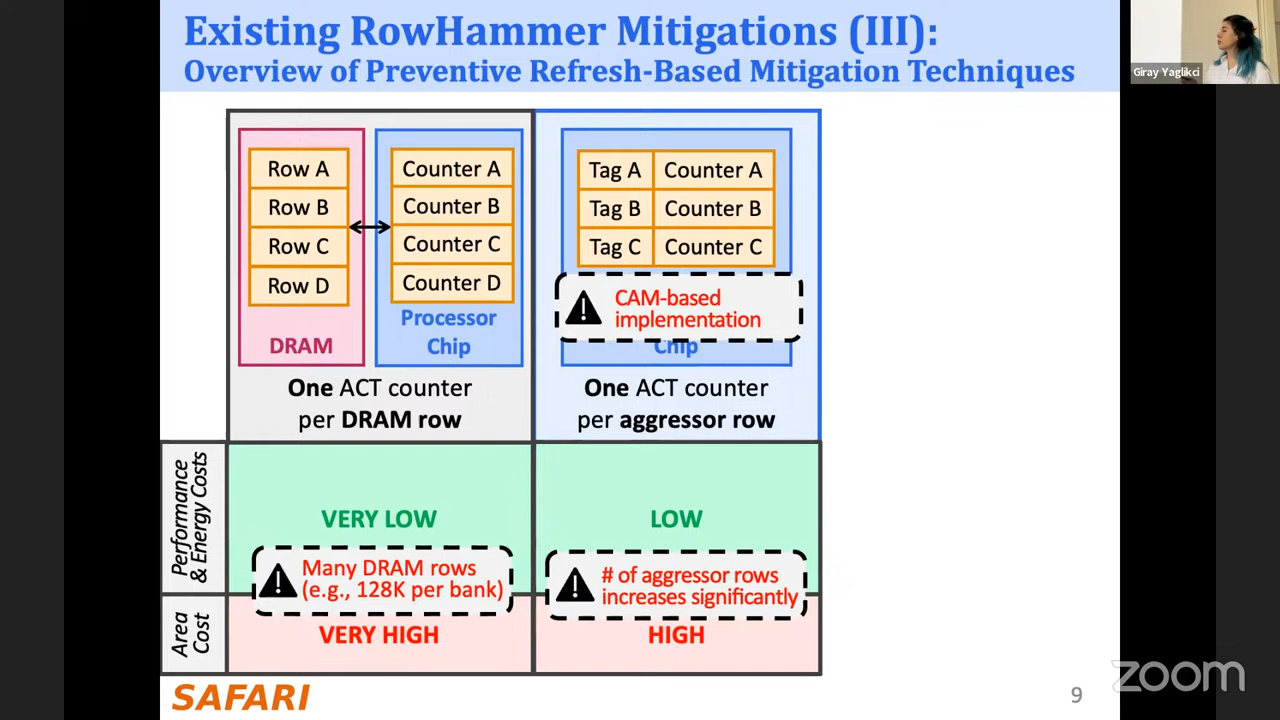 Existing RowHammer Mitigations (III):
Overview of Preventive Refresh-Based Mitigation Techniques
Giray Yaglikci
Row A
Row B
Row C
Row D
DRAM
Counter A
Counter B
Counter C
Counter D
Processor
Chip
One ACT counter
per DRAM row
Tag A Counter A
Tag B Counter B
Tag C Counter C
CAM-based
implementation
Chip
One ACT counter
per aggressor row
Performance
& Energy Costs
VERY LOW
LOW
Many DRAM rows
(e.g., 128K per bank)
# of aggressor rows
increases significantly
Area
Cost
VERY HIGH
HIGH
SAFARI
9
zoom